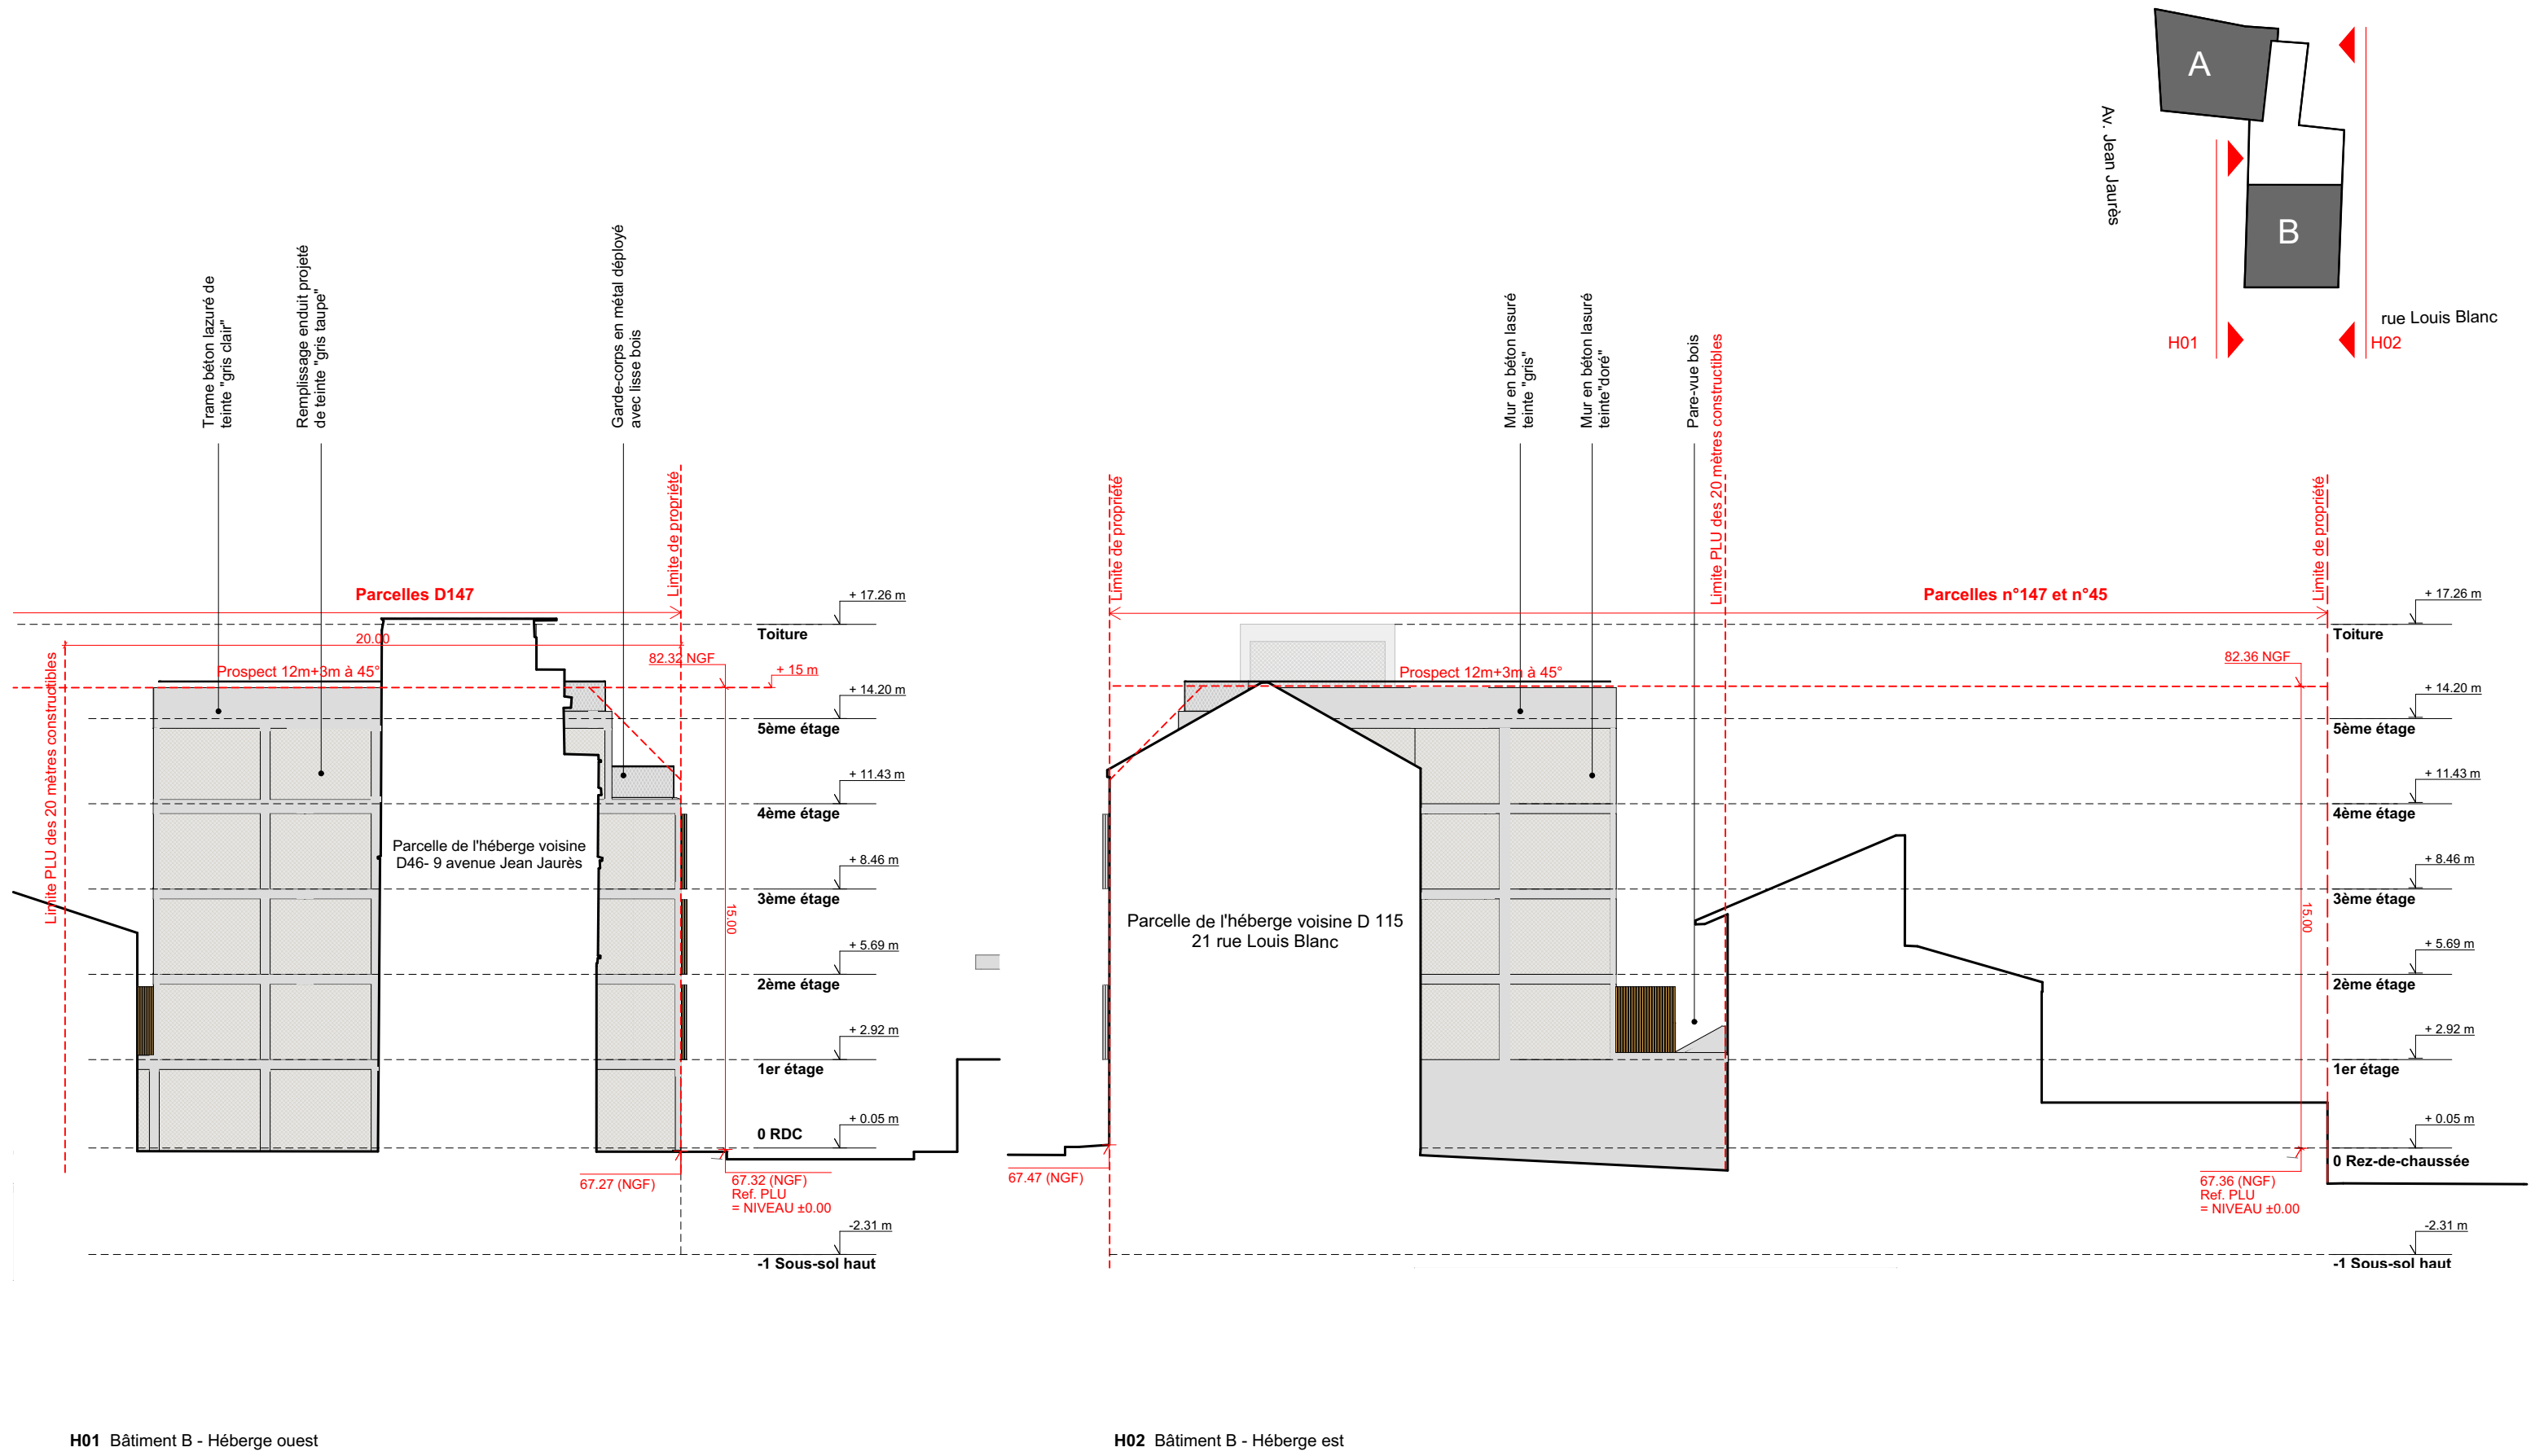 A
Av. Jean Jaurès
B
rue Louis Blanc
H01
H02
Trame béton lazuré de
teinte "gris clair"
Remplissage enduit projeté
de teinte "gris taupe"
Garde-corps en métal déployé
avec lisse bois
Limite de propriété
Parcelles D147
20.00
Prospect 12m+3m à 45°
82.32 NGF
+ 15 m
Limite PLU des 20 mètres constructibles
Parcelle de l'héberge voisine
D46- 9 avenue Jean Jaurès
15.00
+ 17.26 m
Toiture
+ 14.20 m
5ème étage
+ 11.43 m
4ème étage
+ 8.46 m
3ème étage
+ 5.69 m
2ème étage
+ 2.92 m
1er étage
+ 0.05 m
0 RDC
67.27 (NGF)
67.32 (NGF)
Ref. PLU
= NIVEAU ±0.00
-2.31 m
-1 Sous-sol haut
Limite de propriété
Mur en béton lasuré
teinte "gris"
Mur en béton lasuré
teinte"doré"
Pare-vue bois
Limite PLU des 20 mètres constructibles
Limite de propriété
Parcelles n°147 et n°45
Prospect 12m+3m à 45°
82.36 NGF
Parcelle de l'héberge voisine D 115
21 rue Louis Blanc
15.00
+ 17.26 m
Toiture
+ 14.20 m
5ème étage
+ 11.43 m
4ème étage
+ 8.46 m
3ème étage
+ 5.69 m
2ème étage
+ 2.92 m
1er étage
+ 0.05 m
0 Rez-de-chaussée
67.47 (NGF)
67.36 (NGF)
Ref. PLU
= NIVEAU ±0.00
-2.31 m
-1 Sous-sol haut
H01 Bâtiment B - Héberge ouest
H02 Bâtiment B - Héberge est